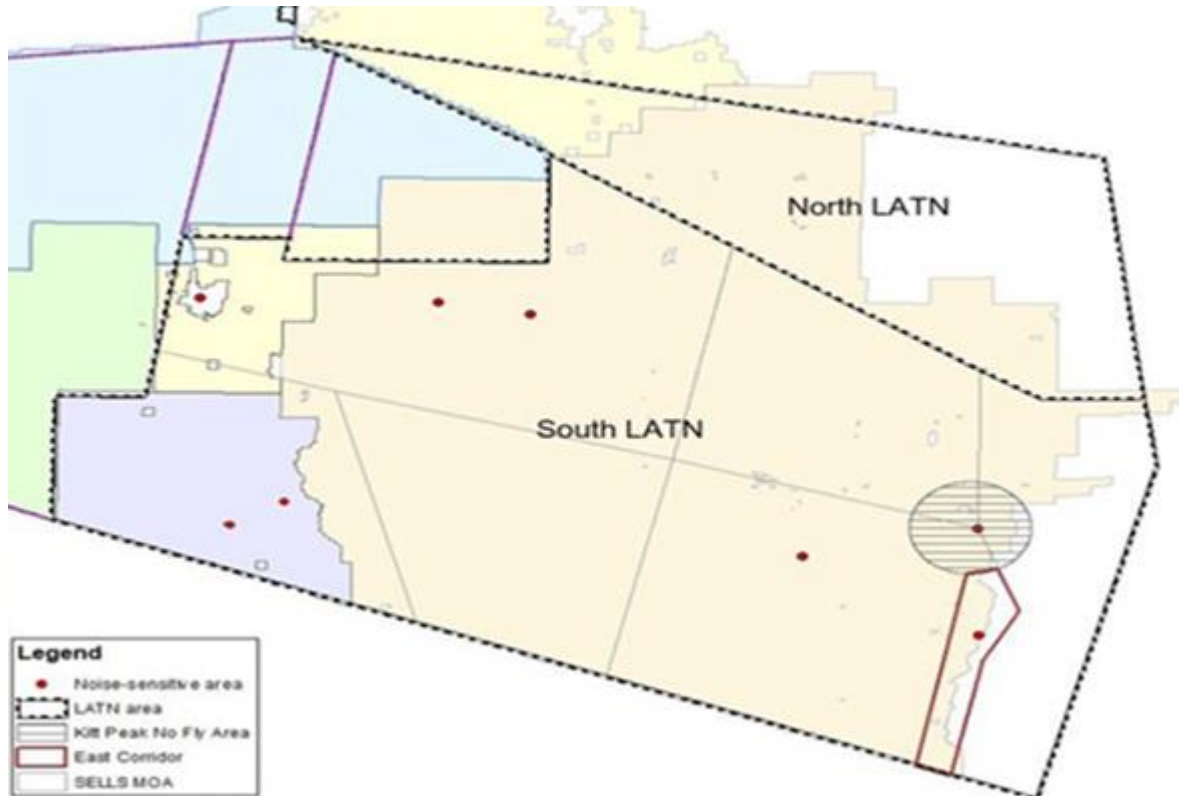 North LATN
South LATN
Legend
Noise-sensitive area
LATN area
Kitt Peak No Fly Area
East Corridor
SELLS MOA